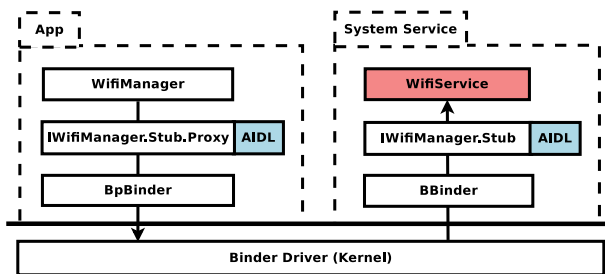 App
System Service
WifiManager
WifiService
IWifiManager.Stub.Proxy AIDL
IWifiManager.Stub AIDL
BpBinder
BBinder
Binder Driver (Kernel)